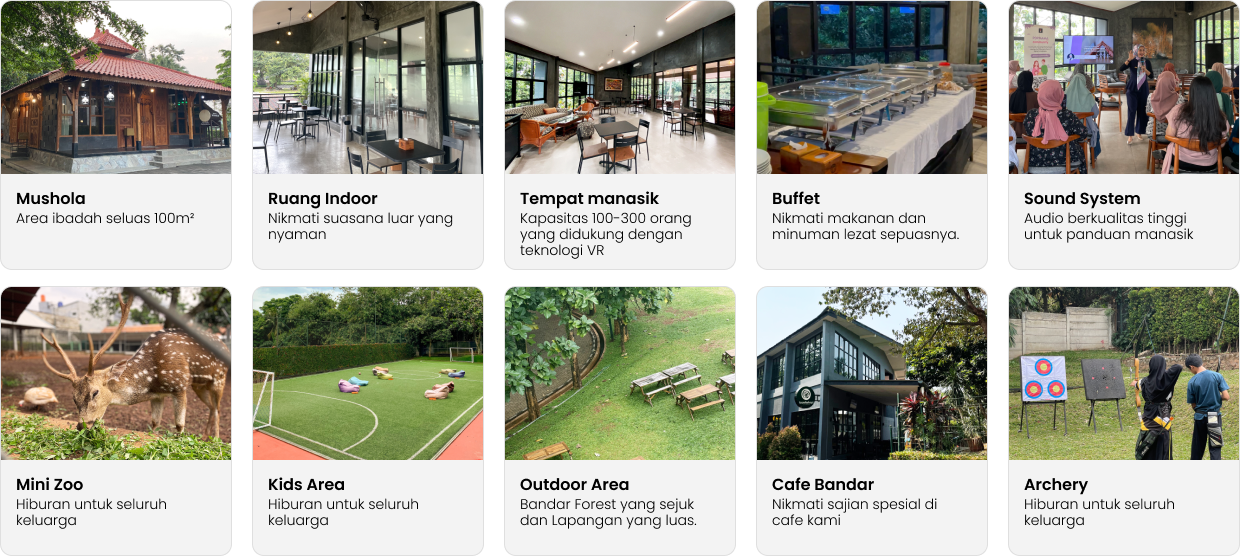 Mushola
Area ibadah seluas 100m²
Ruang Indoor
Nikmati suasana luar yang
nyaman
Tempat manasik
Kapasitas 100-300 orang
yang didukung dengan
teknologi VR
Buffet
Nikmati makanan dan
minuman lezat sepuasnya.
Sound System
Audio berkualitas tinggi
untuk panduan manasik
Mini Zoo
Hiburan untuk seluruh
keluarga
Kids Area
Hiburan untuk seluruh
keluarga
Outdoor Area
Bandar Forest yang sejuk
dan Lapangan yang luas.
Cafe Bandar
Nikmati sajian spesial di
cafe kami
Archery
Hiburan untuk seluruh
keluarga